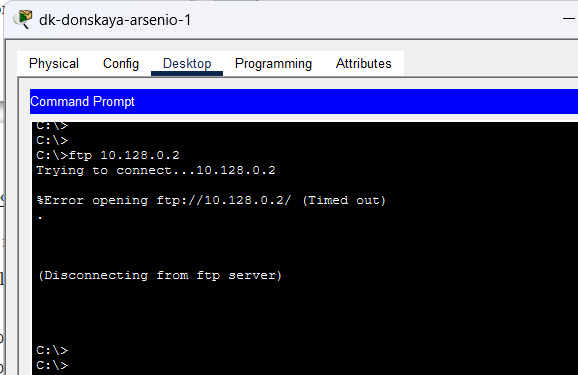 dk-donskaya-arsenio-1
Physical Config Desktop Programming Attributes
Command Prompt
C:\>
C:\>
C:\>ftp 10.128.0.2
Trying to connect...10.128.0.2
%Error opening ftp://10.128.0.2/ (Timed out)
.
(Disconnecting from ftp server)
C:\>
C:\>